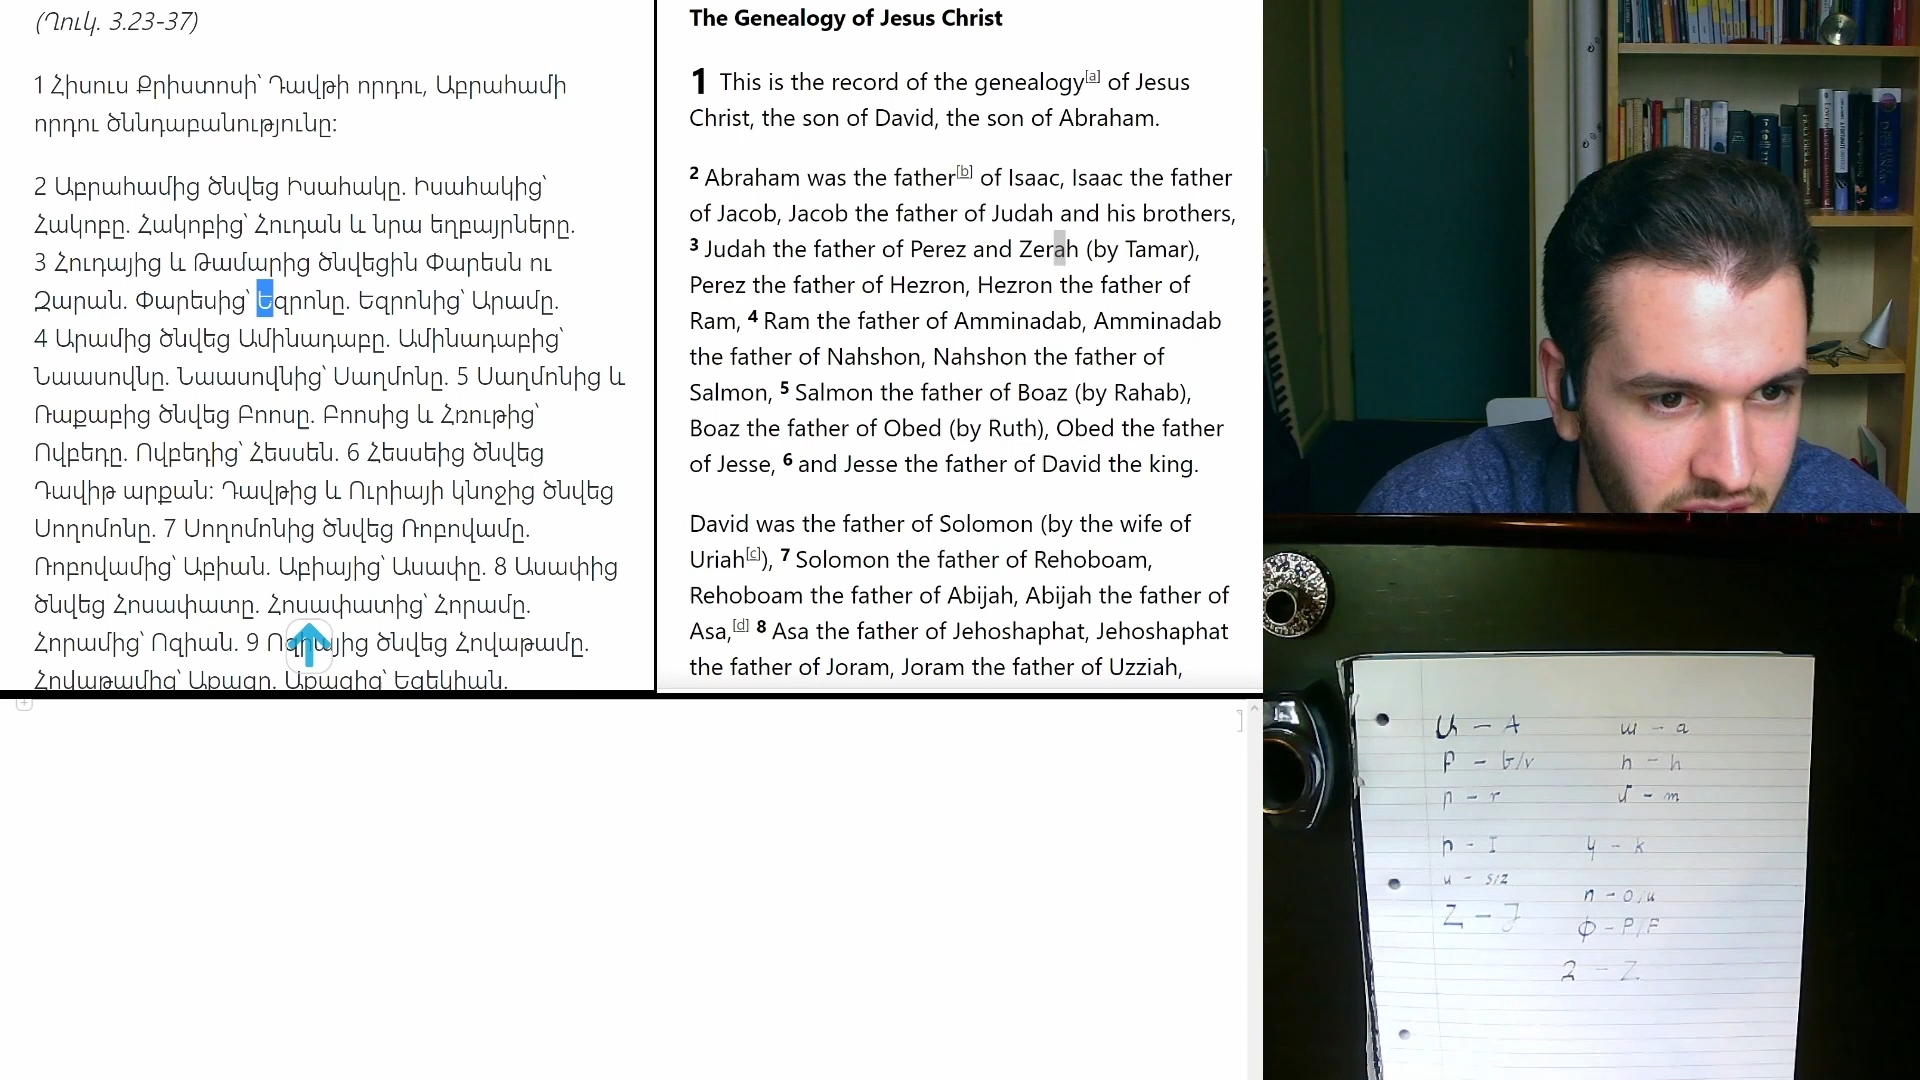 (Ղուկ. 3.23-37)
1 Հիսուս Քրիստոսի՝ Դավթի որդու, Աբրահամի
որդու ծննդաբանությունը:
2 Աբրահամից ծնվեց Իսահակը. Իսահակից՝
Հակոբը. Հակոբից՝ Հուդան և նրա եղբայրները.
3 Հուդայից և Թամարից ծնվեցին Փարեսն ու
Զարան. Փարեսից՝ Եզրոնը. Եզրոնից՝ Արամը.
4 Արամից ծնվեց Ամինադաբը. Ամինադաբից՝
Նաասովնը. Նաասովնից՝ Սաղմոնը. 5 Սաղմոնից և
Ռաքաբից ծնվեց Բոոսը. Բոոսից և Հռութից՝
Ովբեդը. Ովբեդից՝ Հեսսեն. 6 Հեսսեից ծնվեց
Դավիթ արքան: Դավթից և Ուրիայի կնոջից ծնվեց
Սողոմոնը. 7 Սողոմոնից ծնվեց Ռոբովամը.
Ռոբովամից՝ Աբիան. Աբիայից՝ Ասափը. 8 Ասափից
ծնվեց Հոսափատը. Հոսափատից՝ Հորամը.
Հորամից՝ Ոզիան. 9 Ոզիայից ծնվեց Հովաթամը.
Հովաթամից՝ Աքազը. Աքազից՝ Եզեկիան.
The Genealogy of Jesus Christ
1 This is the record of the genealogy[a] of Jesus
Christ, the son of David, the son of Abraham.
2 Abraham was the father[b] of Isaac, Isaac the father
of Jacob, Jacob the father of Judah and his brothers,
3 Judah the father of Perez and Zerah (by Tamar),
Perez the father of Hezron, Hezron the father of
Ram, 4 Ram the father of Amminadab, Amminadab
the father of Nahshon, Nahshon the father of
Salmon, 5 Salmon the father of Boaz (by Rahab),
Boaz the father of Obed (by Ruth), Obed the father
of Jesse, 6 and Jesse the father of David the king.
David was the father of Solomon (by the wife of
Uriah[c]), 7 Solomon the father of Rehoboam,
Rehoboam the father of Abijah, Abijah the father of
Asa,[d] 8 Asa the father of Jehoshaphat, Jehoshaphat
the father of Joram, Joram the father of Uzziah,
Ա – A ա – a
բ – b/v հ – h
ր – r մ – m
ի – I կ – k
ս – s/z
ո – o/u
Հ – J
Փ – P/F
Զ – Z